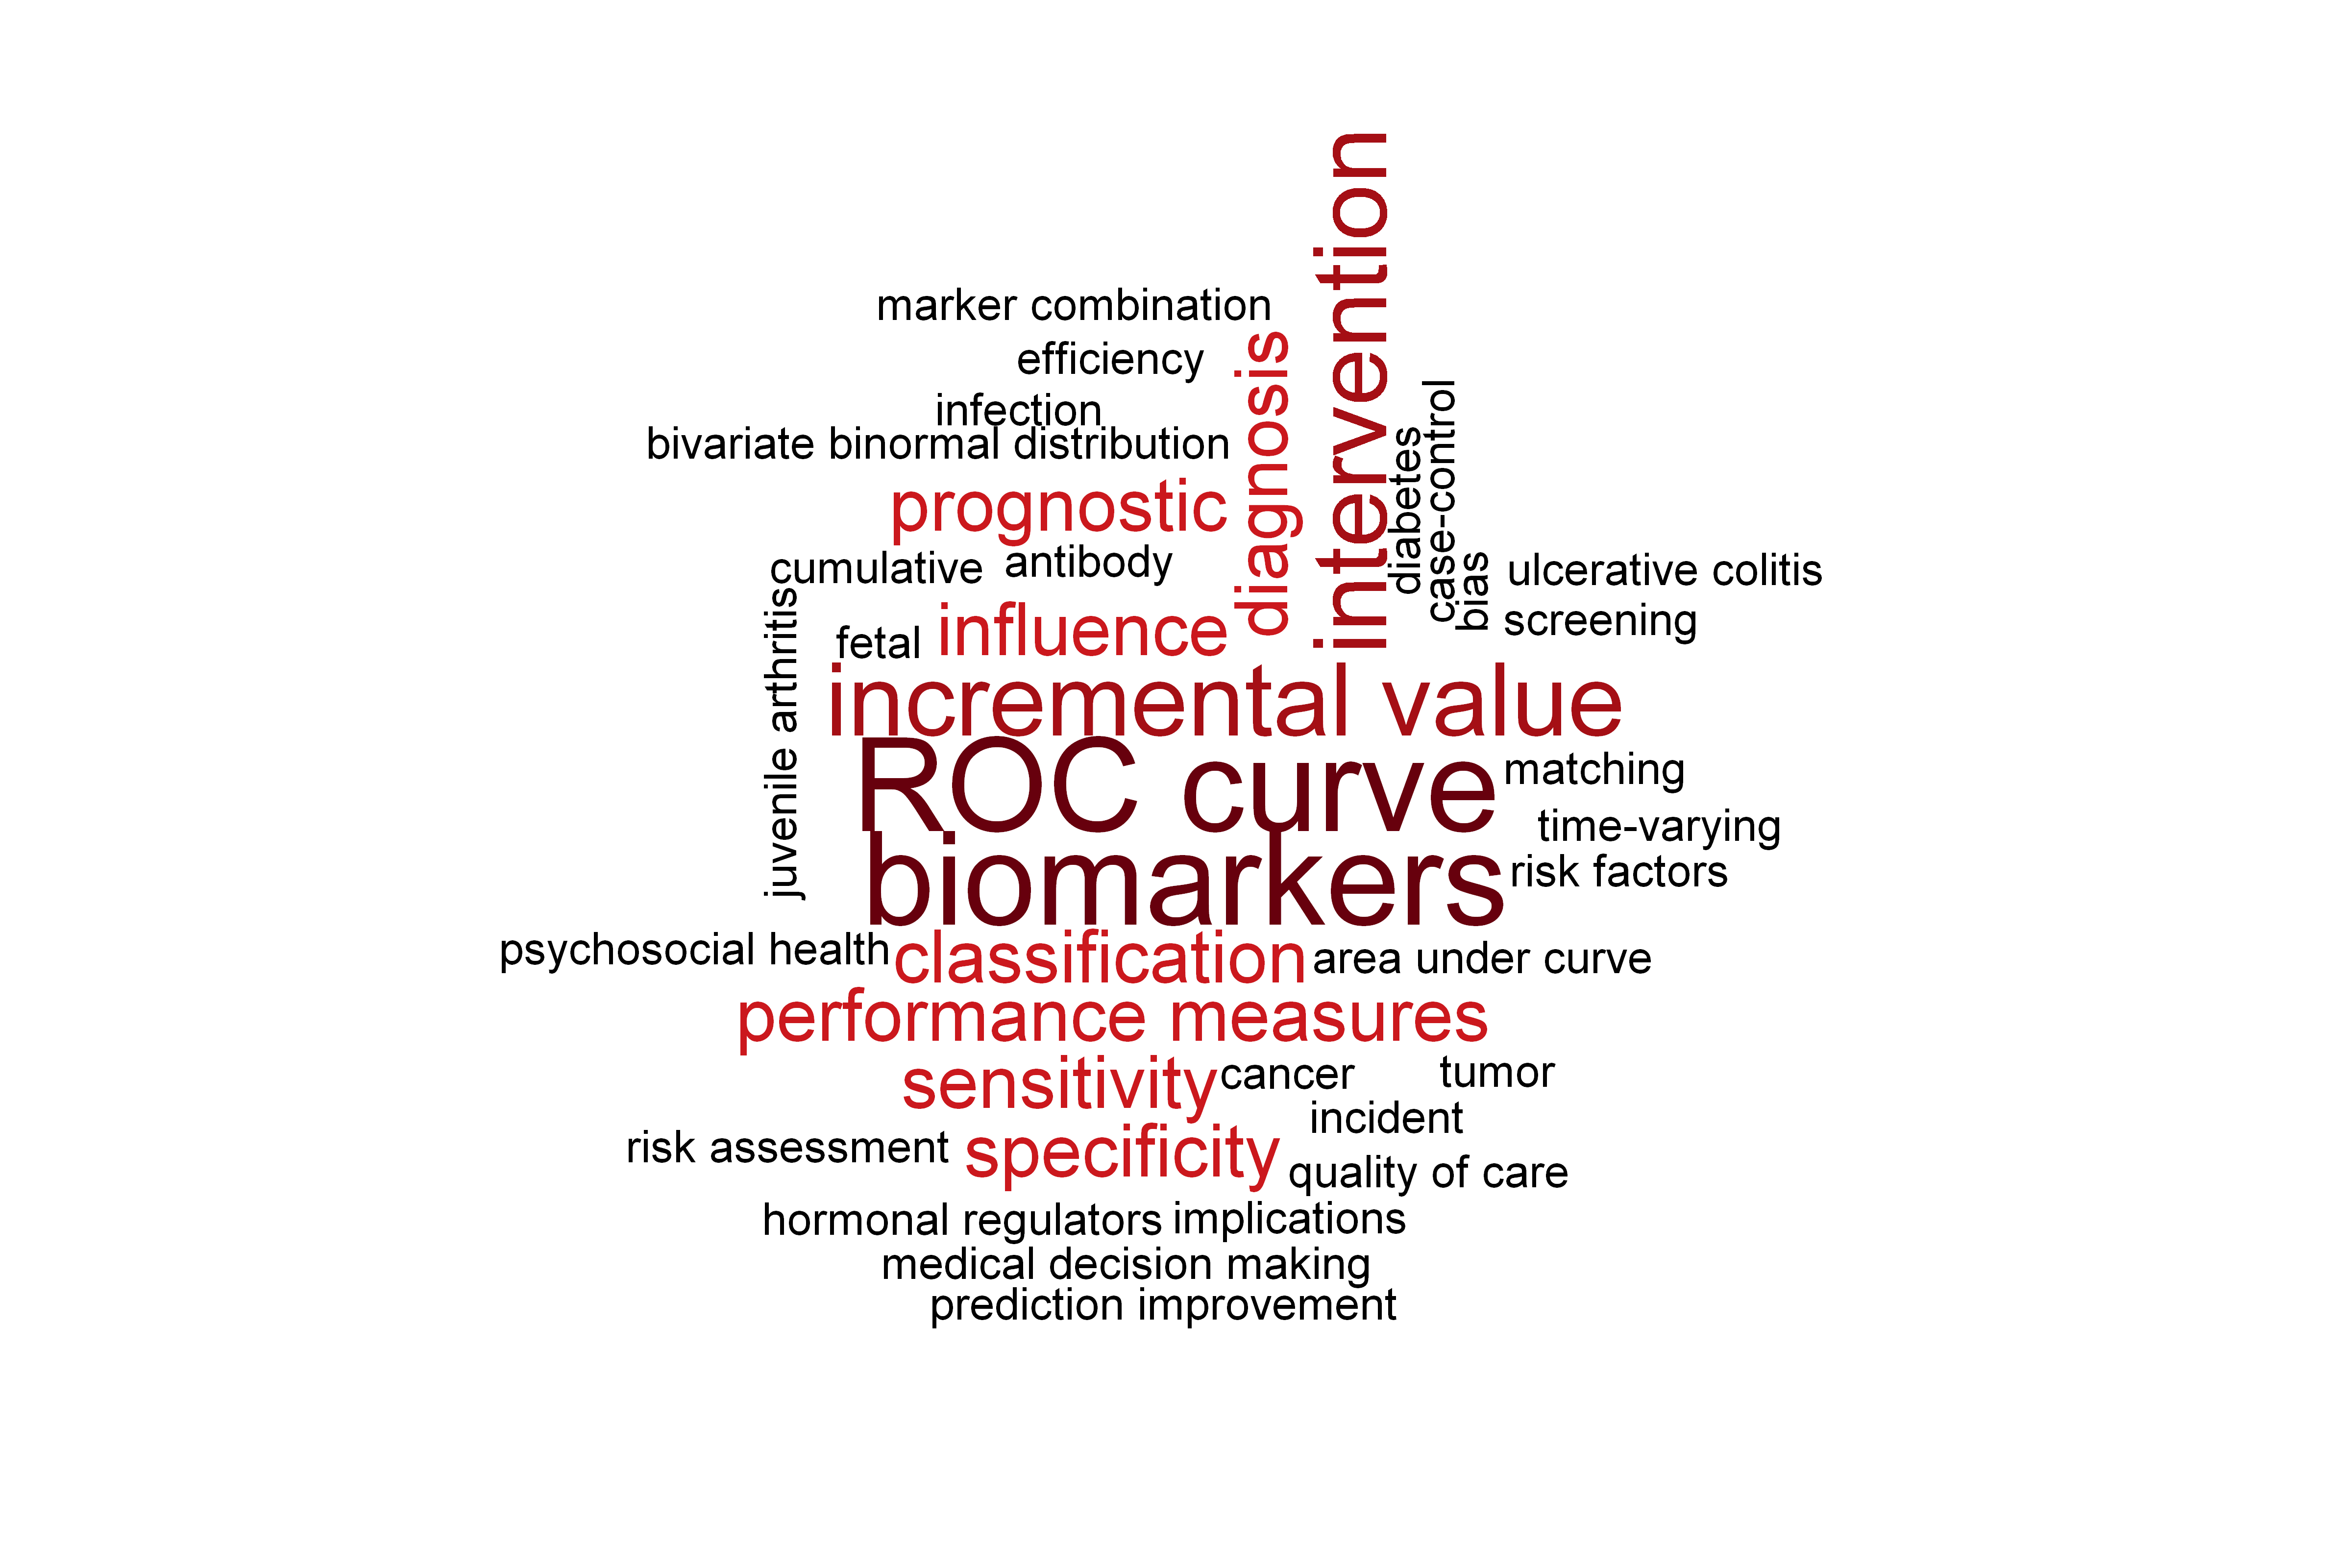 intervention
marker combination
diagnosis
efficiency
infection
case-control
diabetes
bivariate binormal distribution
prognostic
cumulative
antibody
bias
ulcerative colitis
juvenile arthritis
fetal
influence
screening
incremental value
ROC curve
matching
time-varying
biomarkers
risk factors
psychosocial health
classification
area under curve
performance measures
sensitivity
cancer
tumor
incident
risk assessment
specificity
quality of care
hormonal regulators
implications
medical decision making
prediction improvement